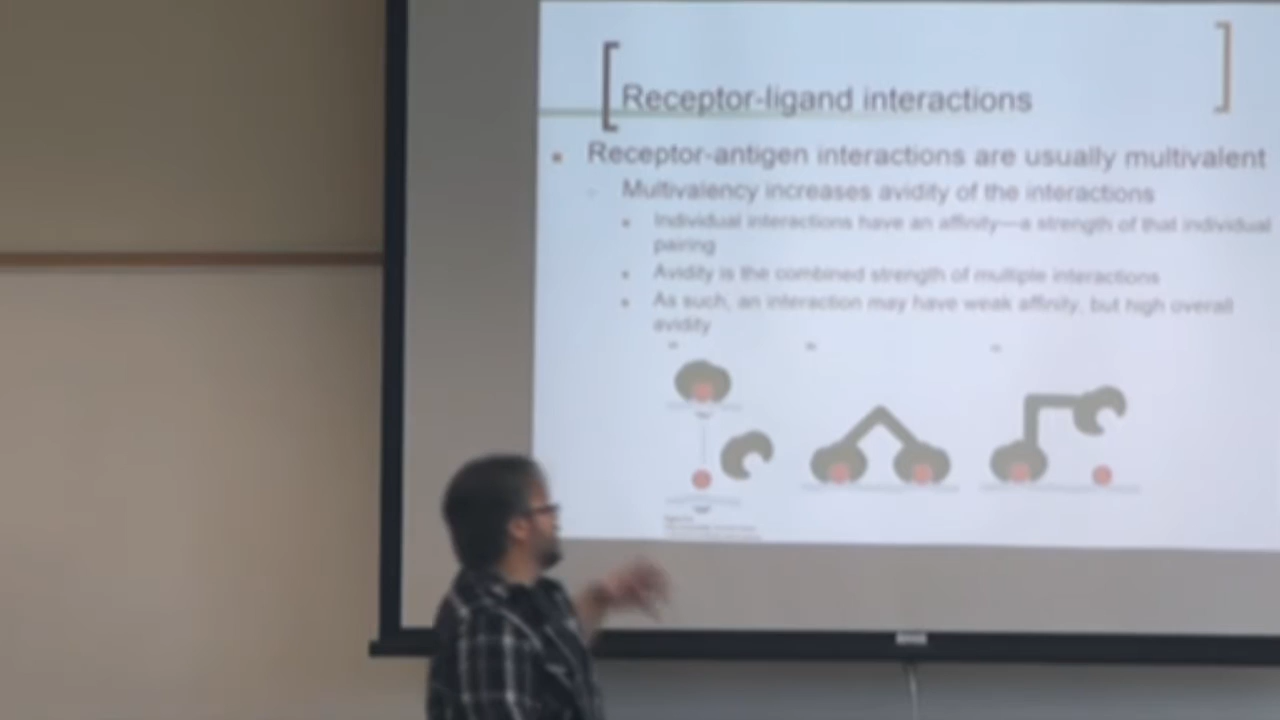 Receptor-ligand interactions
Receptor-antigen interactions are usually multivalent
Multivalency increases avidity of the interactions
Individual interactions have an affinity—a strength of that individual
pairing
Avidity is the combined strength of multiple interactions
As such, an interaction may have weak affinity, but high overall
avidity